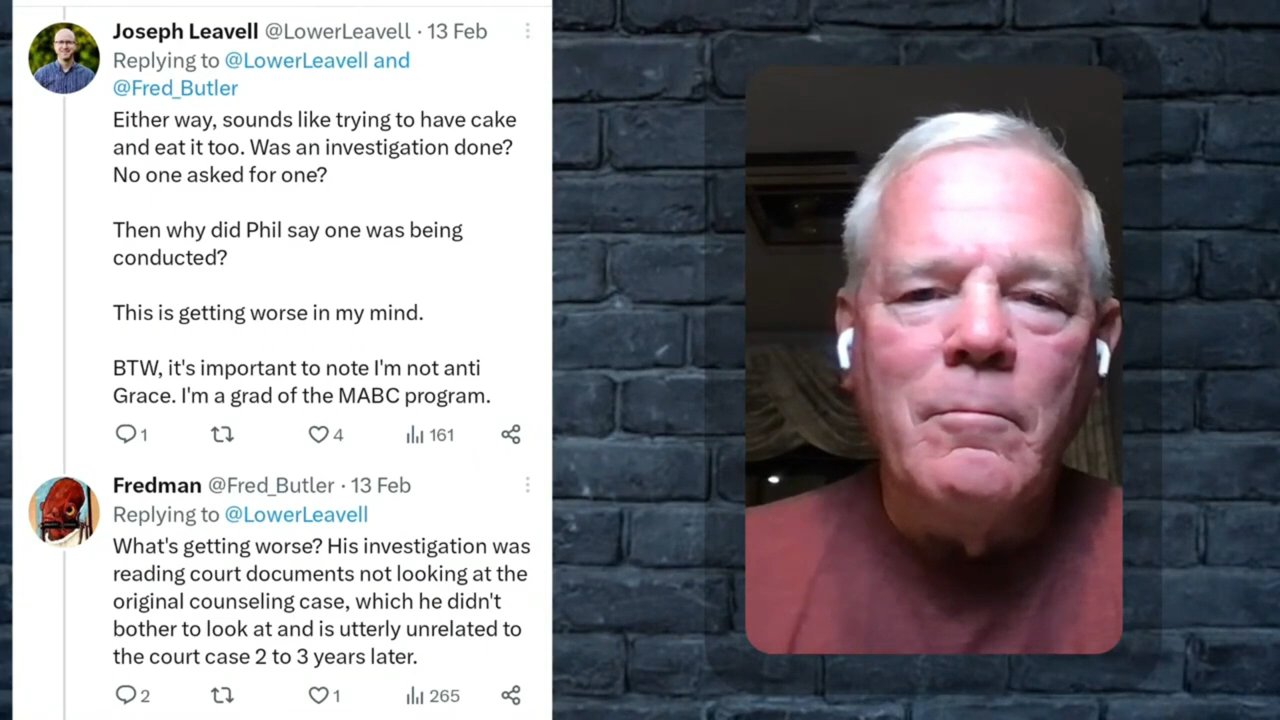 Joseph Leavell @LowerLeavell · 13 Feb
Replying to @LowerLeavell and
@Fred_Butler
Either way, sounds like trying to have cake
and eat it too. Was an investigation done?
No one asked for one?
Then why did Phil say one was being
conducted?
This is getting worse in my mind.
BTW, it's important to note I'm not anti
Grace. I'm a grad of the MABC program.
1 4 161
Fredman @Fred_Butler · 13 Feb
Replying to @LowerLeavell
What's getting worse? His investigation was
reading court documents not looking at the
original counseling case, which he didn't
bother to look at and is utterly unrelated to
the court case 2 to 3 years later.
2 1 265